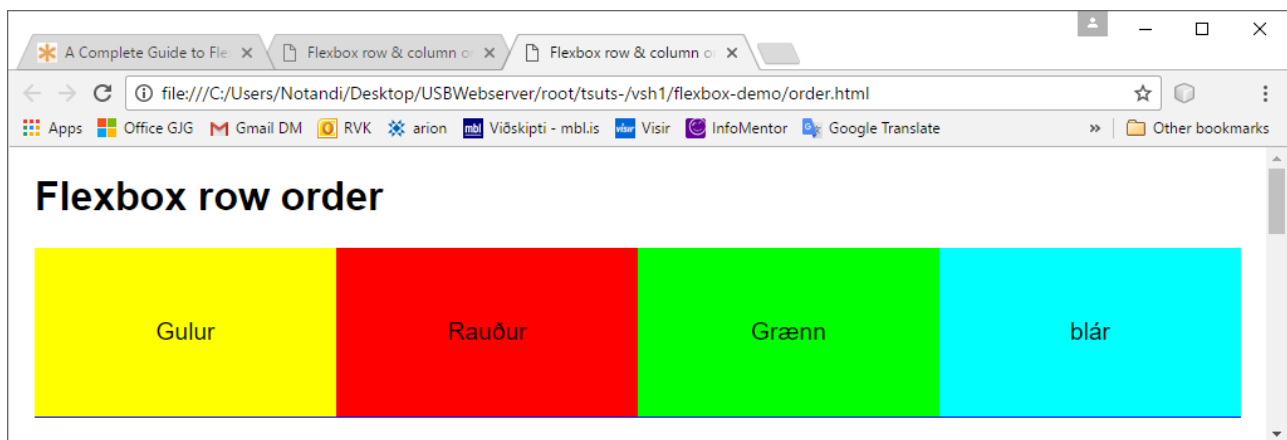 A Complete Guide to Fle
Flexbox row & column o
Flexbox row & column o
file:///C:/Users/Notandi/Desktop/USBWebserver/root/tsuts-/vsh1/flexbox-demo/order.html
Apps Office GJG Gmail DM RVK arion mbl Viðskipti - mbl.is visir Visir InfoMentor Google Translate » Other bookmarks
Flexbox row order
Gulur Rauður Grænn blár